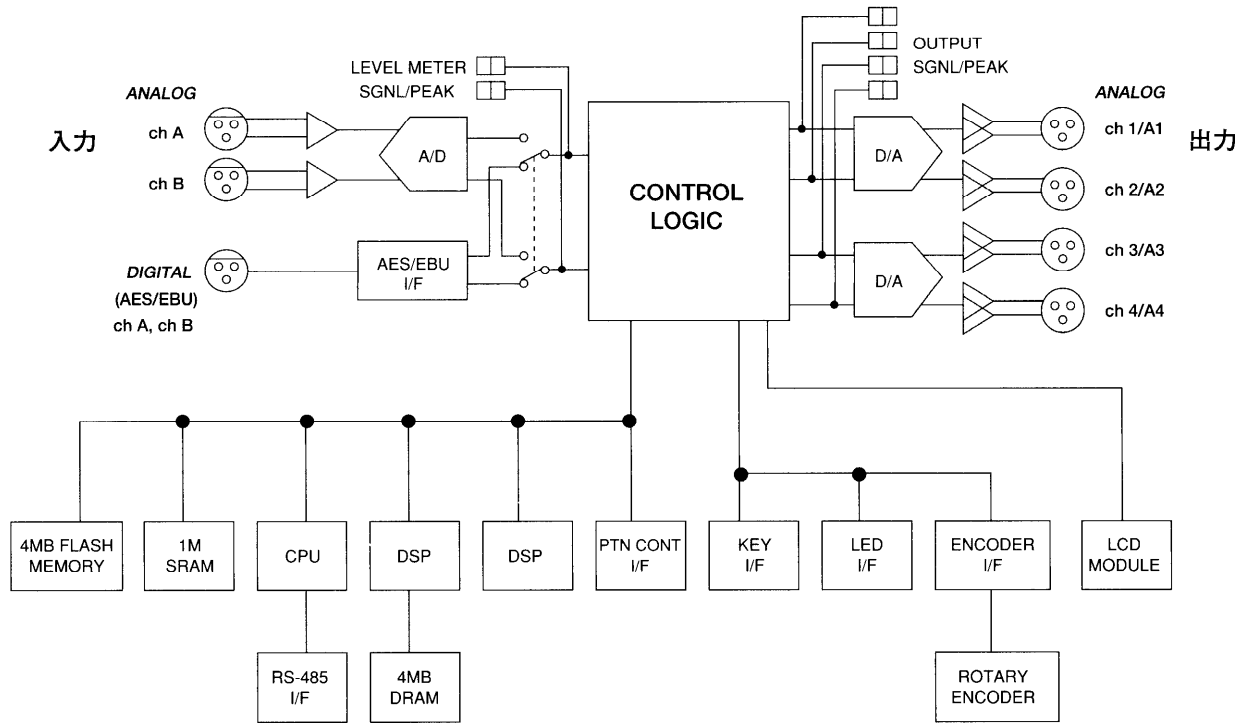 LEVEL METER
SGNL/PEAK
OUTPUT
SGNL/PEAK
ANALOG
入力
ch A
ch B
A/D
DIGITAL
(AES/EBU)
ch A, ch B
AES/EBU
I/F
CONTROL
LOGIC
D/A
D/A
ANALOG
ch 1/A1
出力
ch 2/A2
ch 3/A3
ch 4/A4
4MB FLASH
MEMORY
1M
SRAM
CPU
DSP
DSP
PTN CONT
I/F
KEY
I/F
LED
I/F
ENCODER
I/F
LCD
MODULE
RS-485
I/F
4MB
DRAM
ROTARY
ENCODER